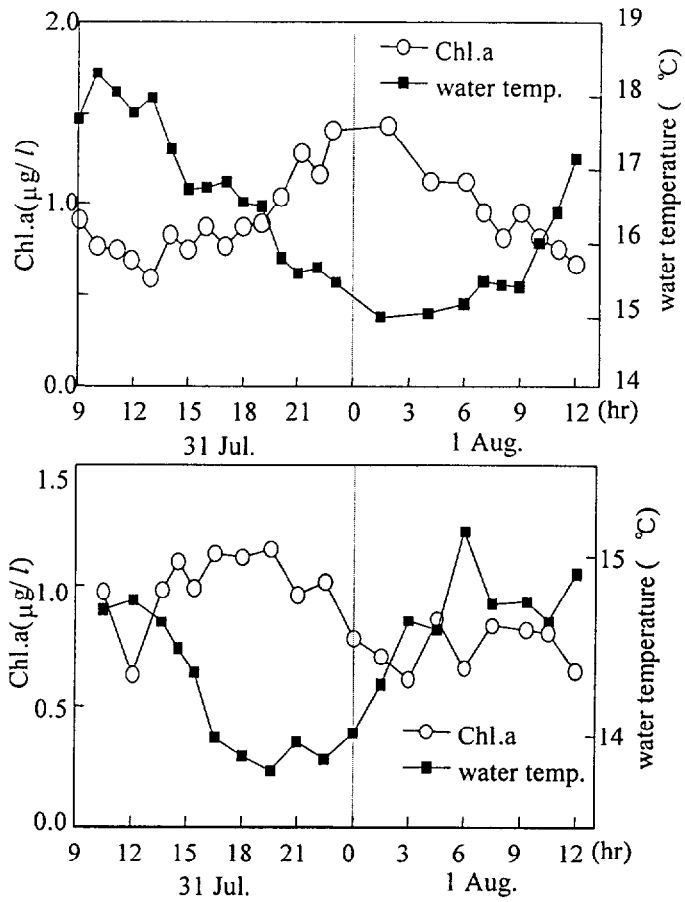 2.0
1.0
0.0
Chl.a(μg/l)
19
18
17
16
15
14
water temperature ( ℃)
Chl.a
water temp.
9 12 15 18 21 0 3 6 9 12 (hr)
31 Jul. 1 Aug.
1.5
1.0
0.5
0.0
Chl.a(μg/l)
15
14
water temperature ( ℃)
Chl.a
water temp.
9 12 15 18 21 0 3 6 9 12 (hr)
31 Jul. 1 Aug.